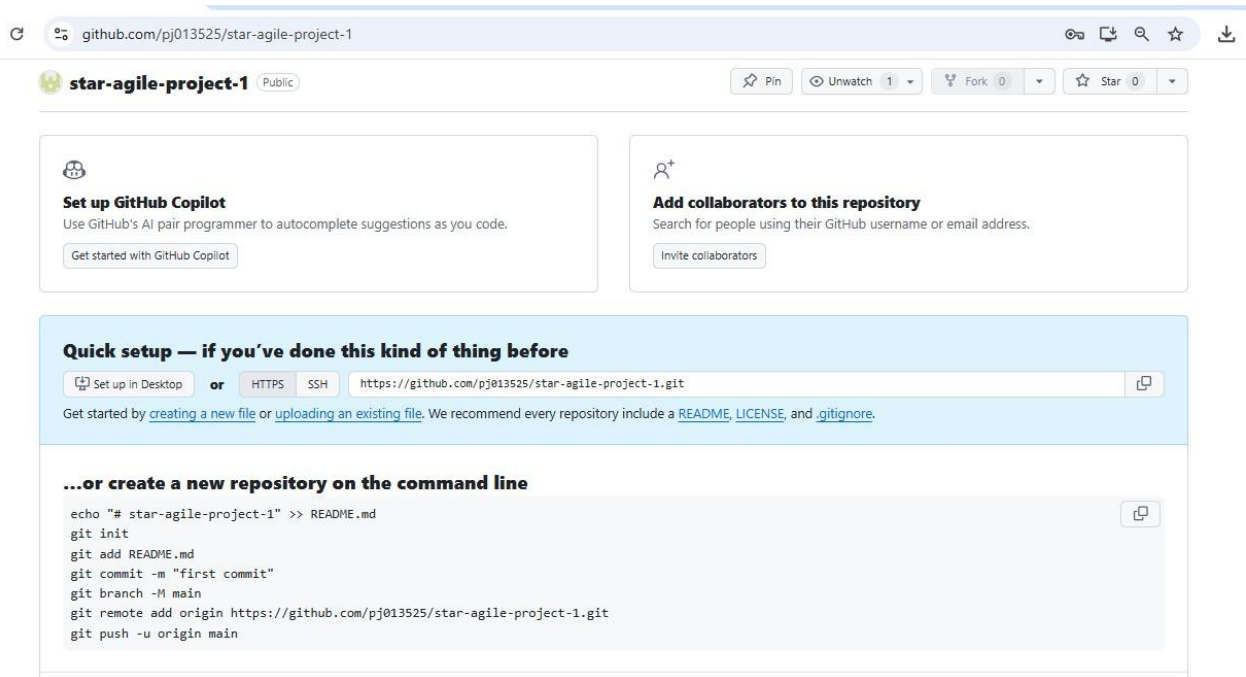 github.com/pj013525/star-agile-project-1
star-agile-project-1 Public
Pin Unwatch 1 Fork 0 Star 0
Set up GitHub Copilot
Use GitHub's AI pair programmer to autocomplete suggestions as you code.
Get started with GitHub Copilot
Add collaborators to this repository
Search for people using their GitHub username or email address.
Invite collaborators
Quick setup — if you've done this kind of thing before
Set up in Desktop or HTTPS SSH https://github.com/pj013525/star-agile-project-1.git
Get started by creating a new file or uploading an existing file. We recommend every repository include a README, LICENSE, and .gitignore.
...or create a new repository on the command line
echo "# star-agile-project-1" >> README.md
git init
git add README.md
git commit -m "first commit"
git branch -M main
git remote add origin https://github.com/pj013525/star-agile-project-1.git
git push -u origin main